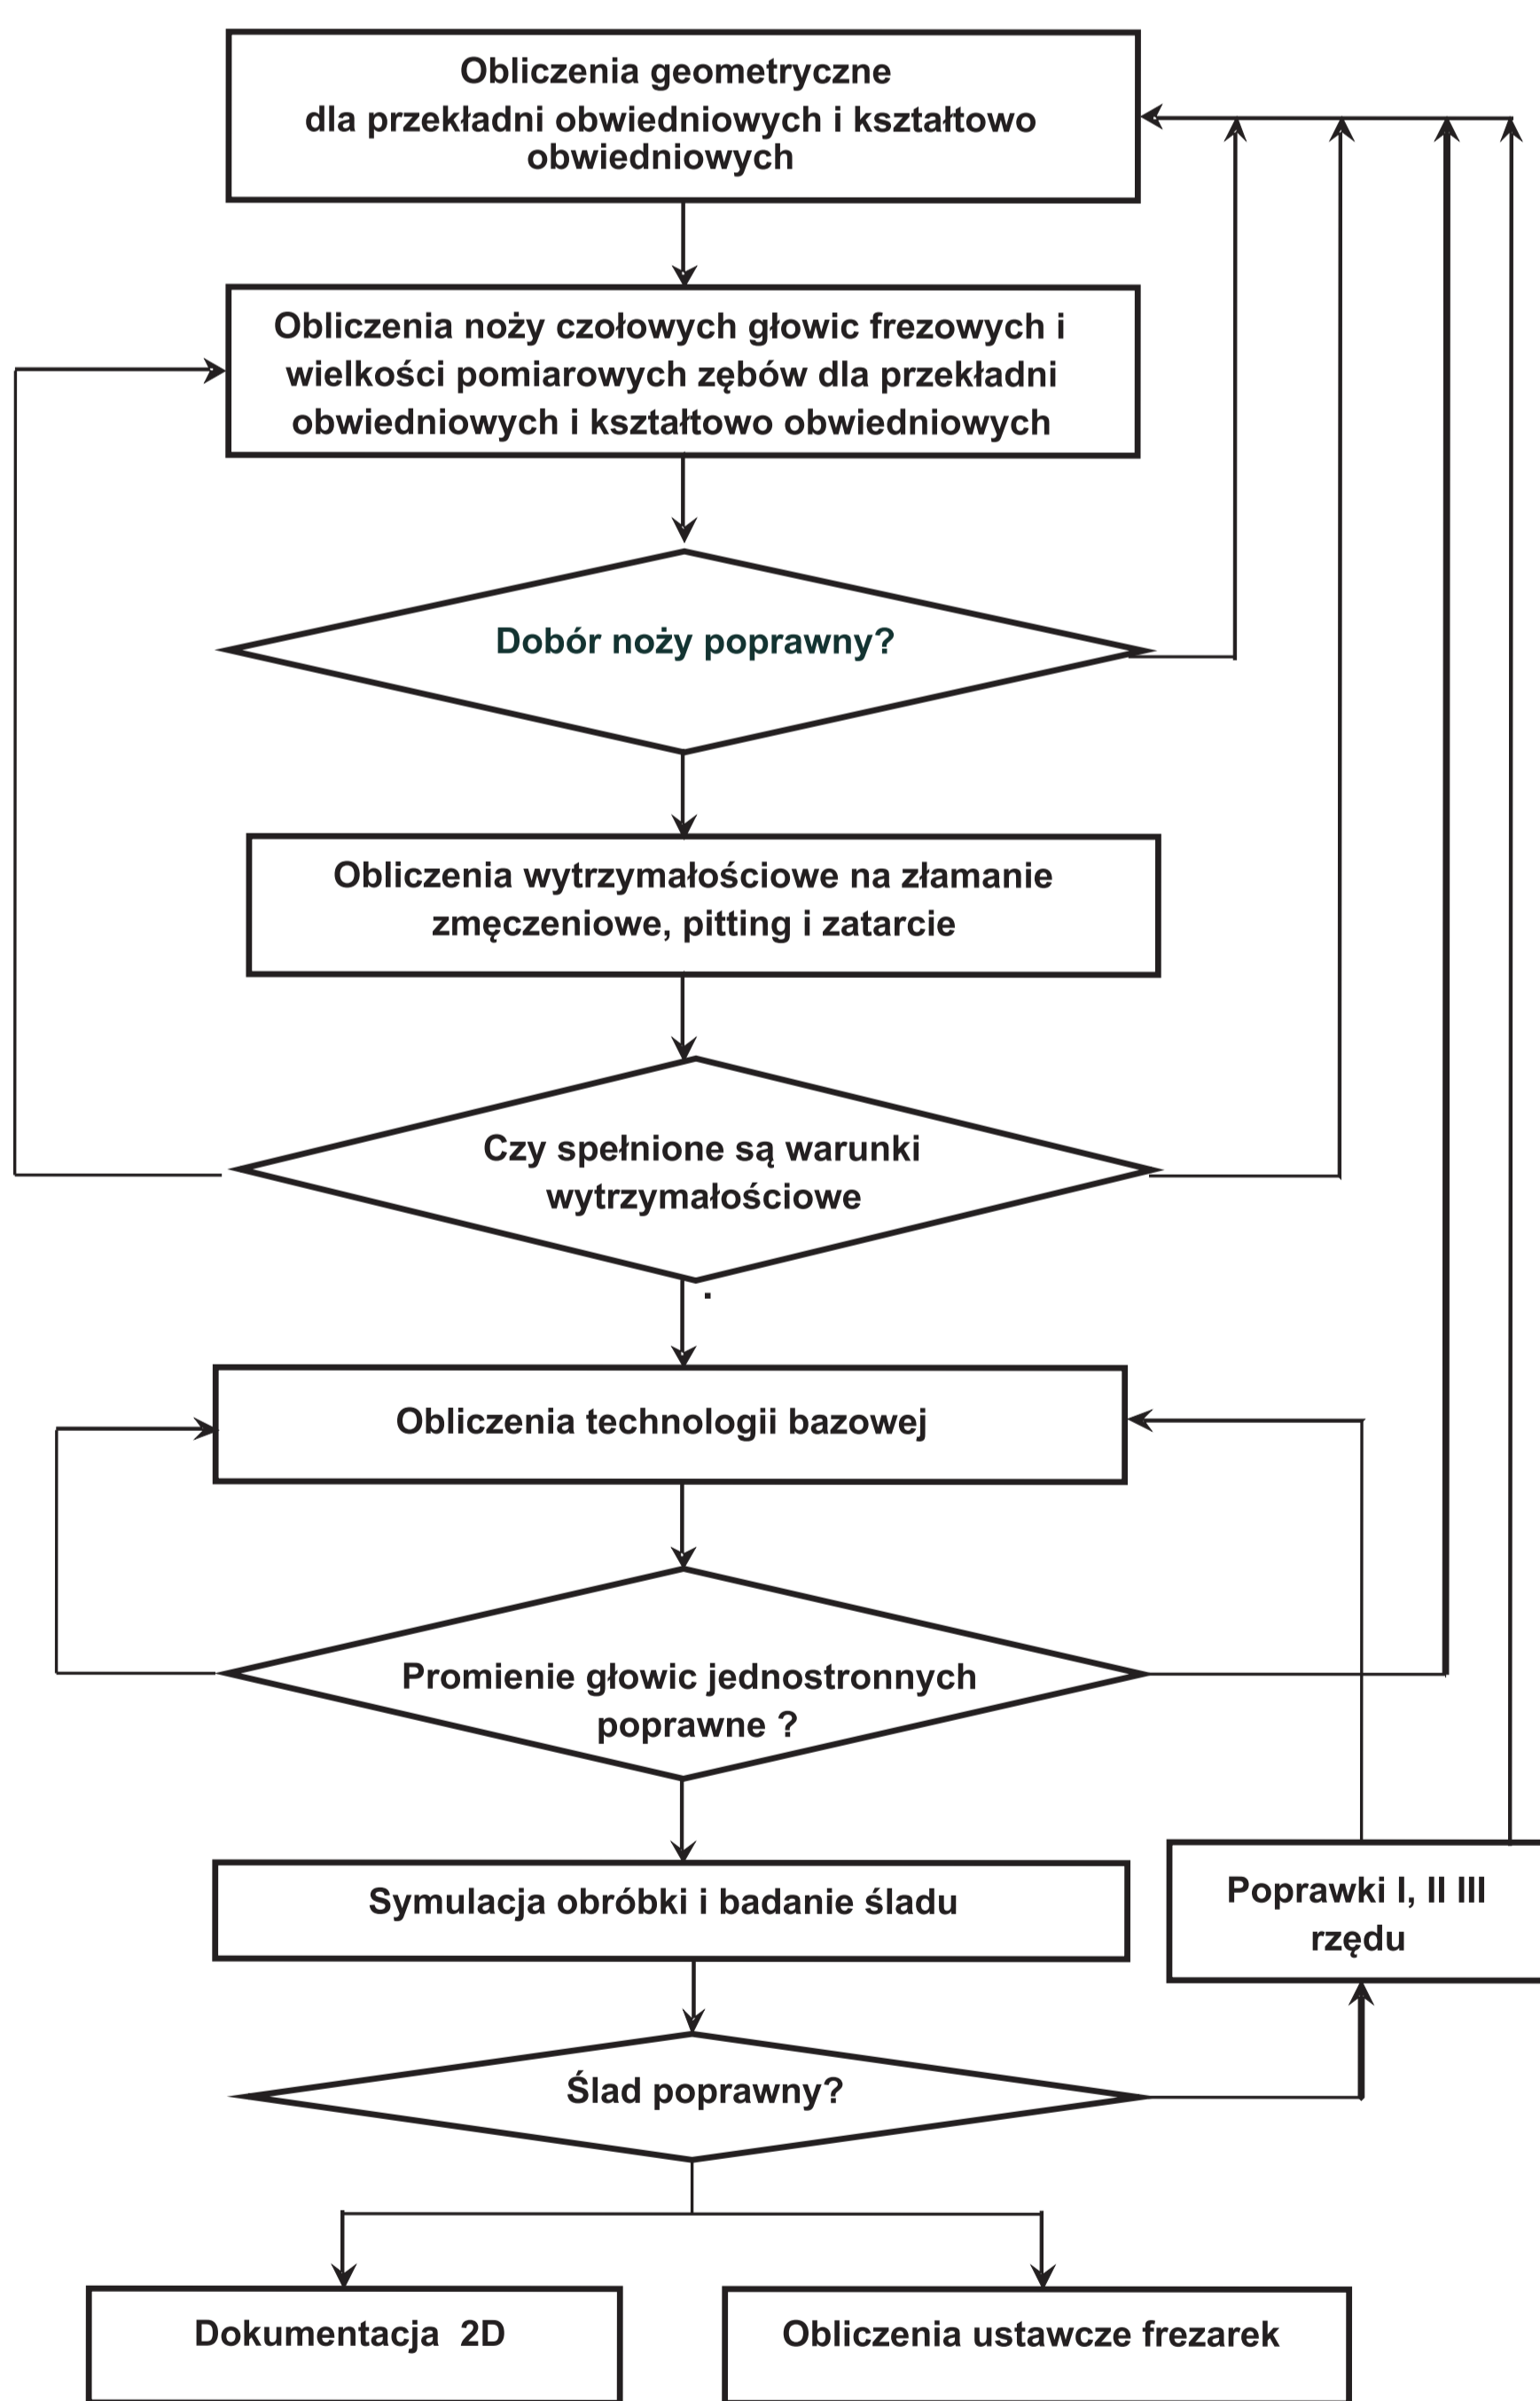 Obliczenia geometryczne
dla przekładni obwiedniowych i kształtowo
obwiedniowych
Obliczenia noży czołowych głowic frezowych i
wielkości pomiarowych zębów dla przekładni
obwiedniowych i kształtowo obwiedniowych
Dobór noży poprawny?
Obliczenia wytrzymałościowe na złamanie
zmęczeniowe, pitting i zatarcie
Czy spełnione są warunki
wytrzymałościowe
.
Obliczenia technologii bazowej
Promienie głowic jednostronnych
poprawne ?
Symulacja obróbki i badanie śladu
Poprawki I, II III
rzędu
Ślad poprawny?
Dokumentacja 2D
Obliczenia ustawcze frezarek